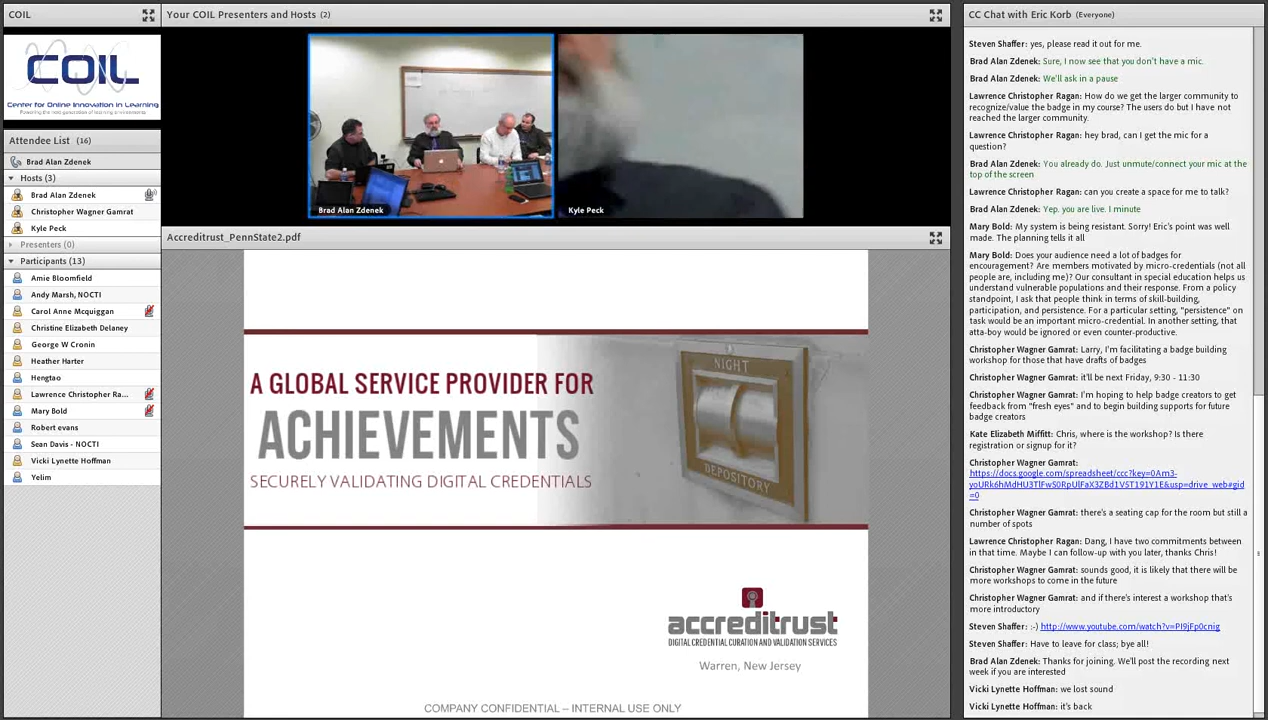 COIL
COIL
Center for Online Innovation in Learning
Powering the next generation of learning environments
Attendee List (16)
Brad Alan Zdenek
Hosts (3)
Brad Alan Zdenek
Christopher Wagner Gamrat
Kyle Peck
Presenters (0)
Participants (13)
Amie Bloomfield
Andy Marsh, NOCTI
Carol Anne Mcquiggan
Christine Elizabeth Delaney
George W Cronin
Heather Harter
Hengtao
Lawrence Christopher Ra...
Mary Bold
Robert evans
Sean Davis - NOCTI
Vicki Lynette Hoffman
Yelim
Your COIL Presenters and Hosts (2)
Brad Alan Zdenek
Kyle Peck
Accreditrust_PennState2.pdf
A GLOBAL SERVICE PROVIDER FOR
ACHIEVEMENTS
SECURELY VALIDATING DIGITAL CREDENTIALS
NIGHT
DEPOSITORY
accreditrust
DIGITAL CREDENTIAL CURATION AND VALIDATION SERVICES
Warren, New Jersey
COMPANY CONFIDENTIAL – INTERNAL USE ONLY
CC Chat with Eric Korb (Everyone)
Steven Shaffer: yes, please read it out for me.
Brad Alan Zdenek: Sure, I now see that you don't have a mic.
Brad Alan Zdenek: We'll ask in a pause
Lawrence Christopher Ragan: How do we get the larger community to
recognize/value the badge in my course? The users do but I have not
reached the larger community.
Lawrence Christopher Ragan: hey brad, can I get the mic for a
question?
Brad Alan Zdenek: You already do. Just unmute/connect your mic at the
top of the screen
Lawrence Christopher Ragan: can you create a space for me to talk?
Brad Alan Zdenek: Yep. you are live. 1 minute
Mary Bold: My system is being resistant. Sorry! Eric's point was well
made. The planning tells it all
Mary Bold: Does your audience need a lot of badges for
encouragement? Are members motivated by micro-credentials (not all
people are, including me)? Our consultant in special education helps us
understand vulnerable populations and their response. From a policy
standpoint, I ask that people think in terms of skill-building,
participation, and persistence. For a particular setting, "persistence" on
task would be an important micro-credential. In another setting, that
atta-boy would be ignored or even counter-productive.
Christopher Wagner Gamrat: Larry, I'm facilitating a badge building
workshop for those that have drafts of badges
Christopher Wagner Gamrat: it'll be next Friday, 9:30 - 11:30
Christopher Wagner Gamrat: I'm hoping to help badge creators to get
feedback from "fresh eyes" and to begin building supports for future
badge creators
Kate Elizabeth Miffitt: Chris, where is the workshop? Is there
registration or signup for it?
Christopher Wagner Gamrat:
https://docs.google.com/spreadsheet/ccc?key=0Am3-
yoURk6hMdHU3TlFwS0RpUlFaX3ZBd1V5T191Y1E&usp=drive_web#gid
=0
Christopher Wagner Gamrat: there's a seating cap for the room but still a
number of spots
Lawrence Christopher Ragan: Dang, I have two commitments between
in that time. Maybe I can follow-up with you later, thanks Chris!
Christopher Wagner Gamrat: sounds good, it is likely that there will be
more workshops to come in the future
Christopher Wagner Gamrat: and if there's interest a workshop that's
more introductory
Steven Shaffer: :-) http://www.youtube.com/watch?v=PI9jFp0cnig
Steven Shaffer: Have to leave for class; bye all!
Brad Alan Zdenek: Thanks for joining. We'll post the recording next
week if you are interested
Vicki Lynette Hoffman: we lost sound
Vicki Lynette Hoffman: it's back